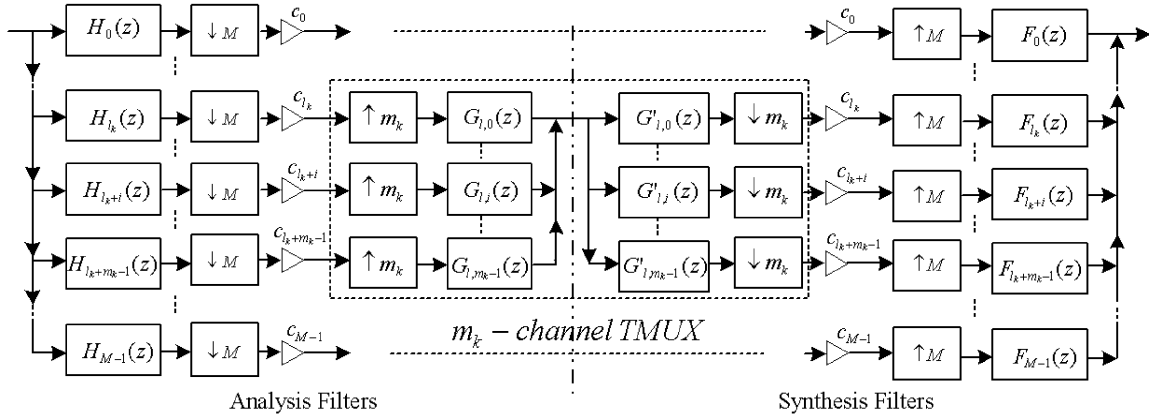 H_0(z) ↓M c_0 c_0 ↑M F_0(z)
H_{l_k}(z) ↓M c_{l_k} ↑m_k G_{l,0}(z) G'_{l,0}(z) ↓m_k c_{l_k} ↑M F_{l_k}(z)
H_{l_k+i}(z) ↓M c_{l_k+i} ↑m_k G_{l,i}(z) G'_{l,i}(z) ↓m_k c_{l_k+i} ↑M F_{l_k+i}(z)
H_{l_k+m_k-1}(z) ↓M c_{l_k+m_k-1} ↑m_k G_{l,m_k-1}(z) G'_{l,m_k-1}(z) ↓m_k c_{l_k+m_k-1} ↑M F_{l_k+m_k-1}(z)
m_k – channel TMUX
H_{M-1}(z) ↓M c_{M-1} c_{M-1} ↑M F_{M-1}(z)
Analysis Filters Synthesis Filters